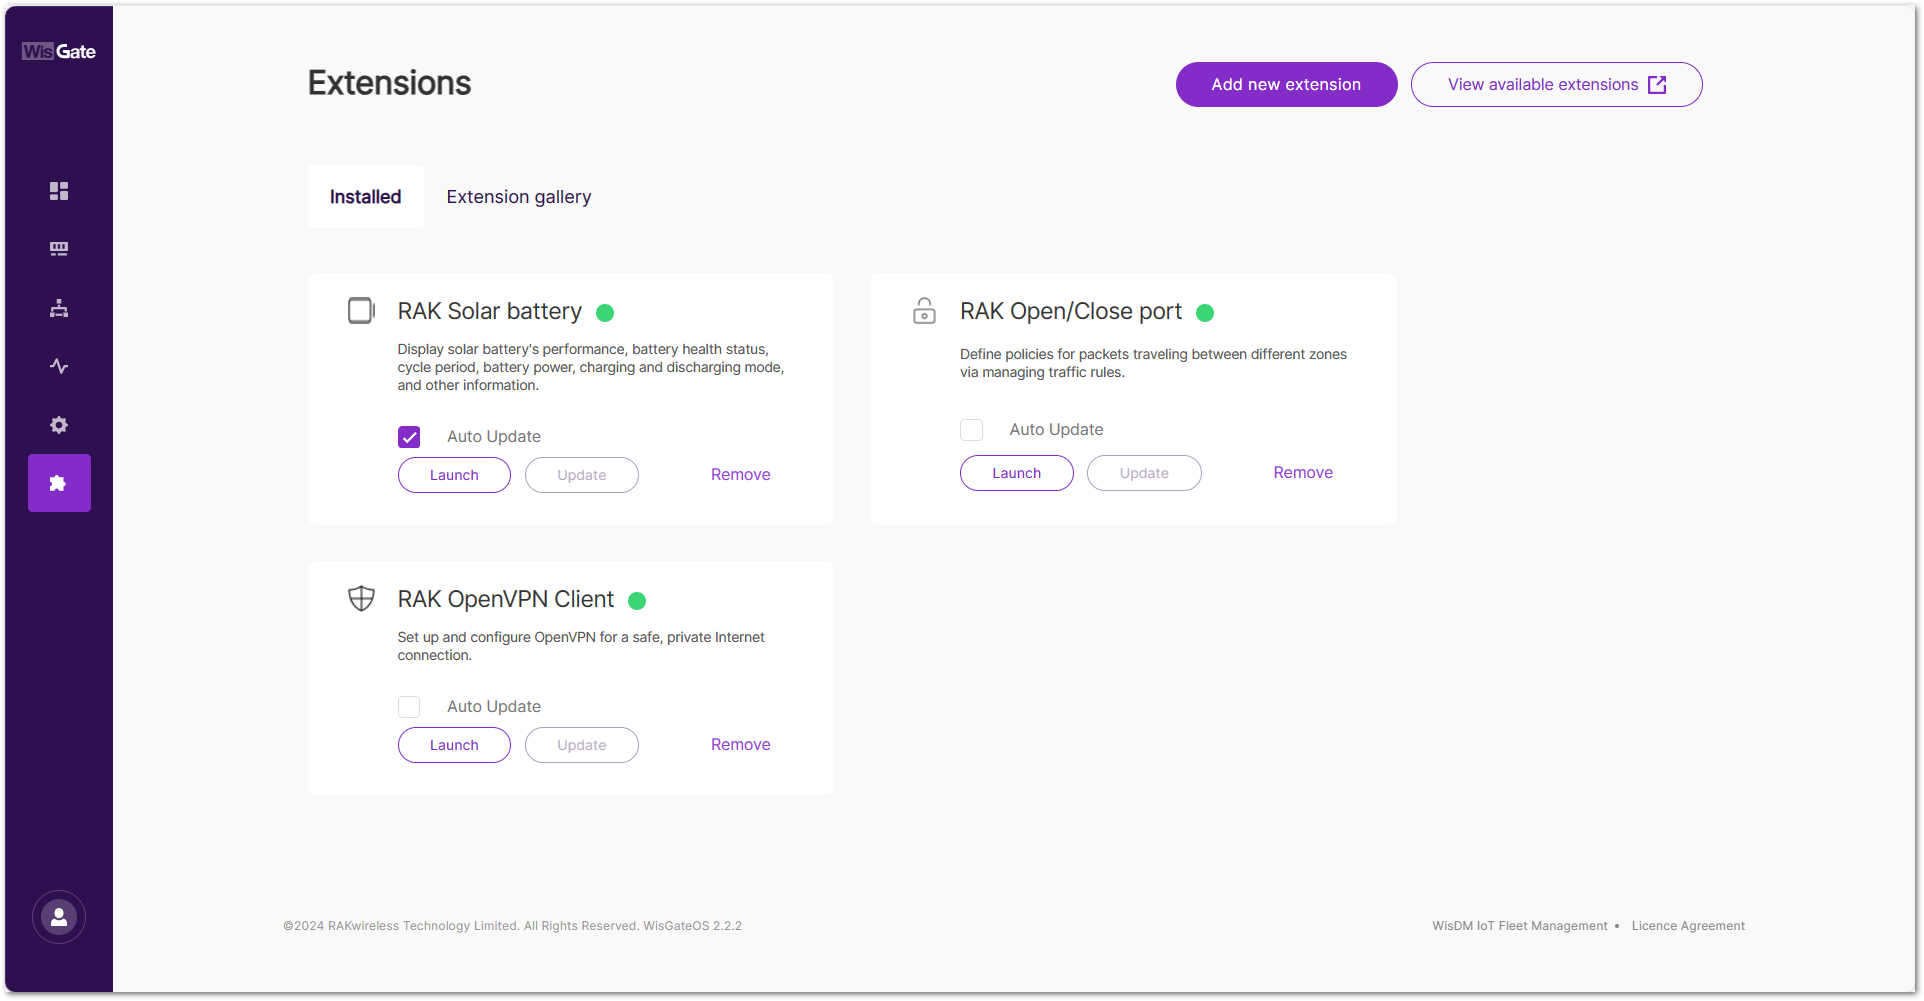 WisGate
Extensions
Add new extension
View available extensions
Installed
Extension gallery
RAK Solar battery
Display solar battery's performance, battery health status,
cycle period, battery power, charging and discharging mode,
and other information.
Auto Update
Launch
Update
Remove
RAK Open/Close port
Define policies for packets traveling between different zones
via managing traffic rules.
Auto Update
Launch
Update
Remove
RAK OpenVPN Client
Set up and configure OpenVPN for a safe, private Internet
connection.
Auto Update
Launch
Update
Remove
©2024 RAKwireless Technology Limited. All Rights Reserved. WisGateOS 2.2.2
WisDM IoT Fleet Management • Licence Agreement